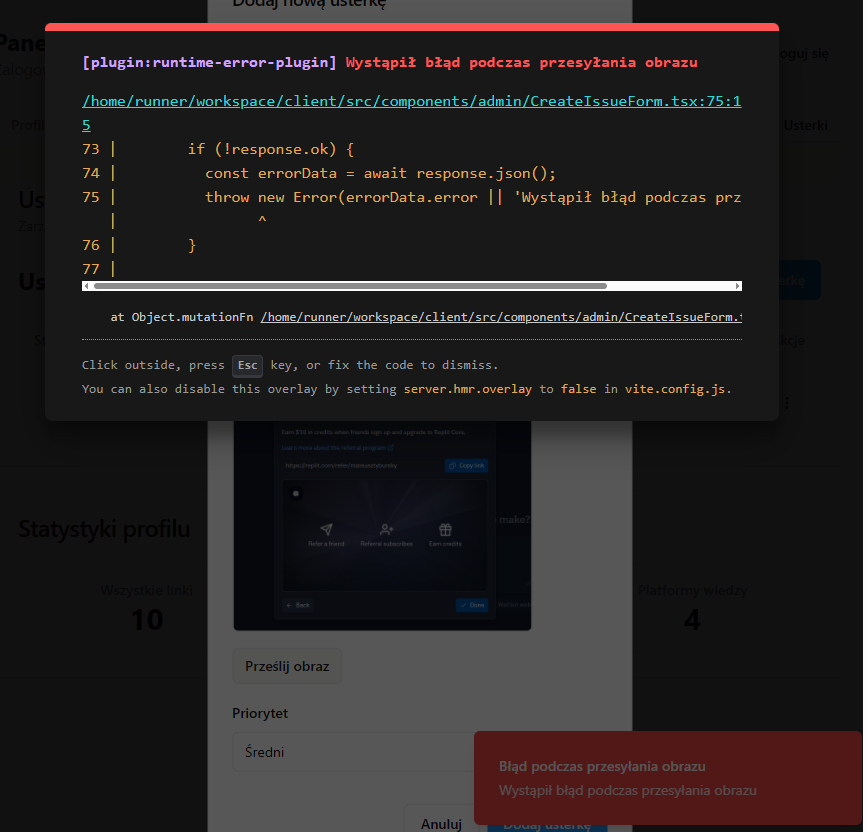 Dodaj nową usterkę
Pane
oguj się
Zalogo
[plugin:runtime-error-plugin] Wystąpił błąd podczas przesyłania obrazu
/home/runner/workspace/client/src/components/admin/CreateIssueForm.tsx:75:1
5
Profil
Usterki
73 |        if (!response.ok) {
74 |          const errorData = await response.json();
75 |          throw new Error(errorData.error || 'Wystąpił błąd podczas prz
   |                ^
76 |        }
77 |
Us
Zarz
Us
erkę
at Object.mutationFn /home/runner/workspace/client/src/components/admin/CreateIssueForm.t
St
kcje
Click outside, press Esc key, or fix the code to dismiss.
You can also disable this overlay by setting server.hmr.overlay to false in vite.config.js.
Earn $10 in credits when friends sign up and upgrade to Replit Core.
Learn more about the referral program
Copy link
make?
Statystyki profilu
Refer a friend
Referral subscribes
Earn credits
Wszystkie linki
10
Platformy wiedzy
4
Back
Done
Prześlij obraz
Priorytet
Średni
Błąd podczas przesyłania obrazu
Wystąpił błąd podczas przesyłania obrazu
Anuluj
Dodaj usterkę